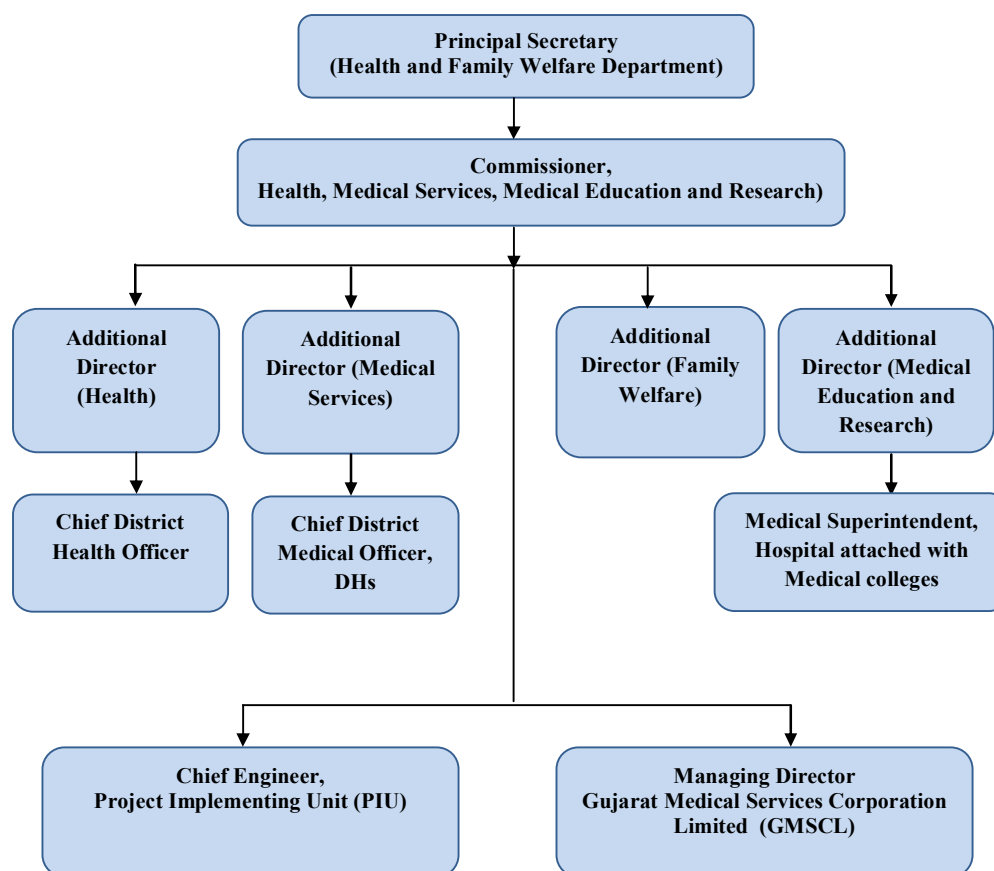 Principal Secretary
(Health and Family Welfare Department)
Commissioner,
Health, Medical Services, Medical Education and Research)
Additional
Director
(Health)
Additional
Director (Medical
Services)
Additional
Director (Family
Welfare)
Additional
Director (Medical
Education and
Research)
Chief District
Health Officer
Chief District
Medical Officer,
DHs
Medical Superintendent,
Hospital attached with
Medical colleges
Chief Engineer,
Project Implementing Unit (PIU)
Managing Director
Gujarat Medical Services Corporation
Limited (GMSCL)